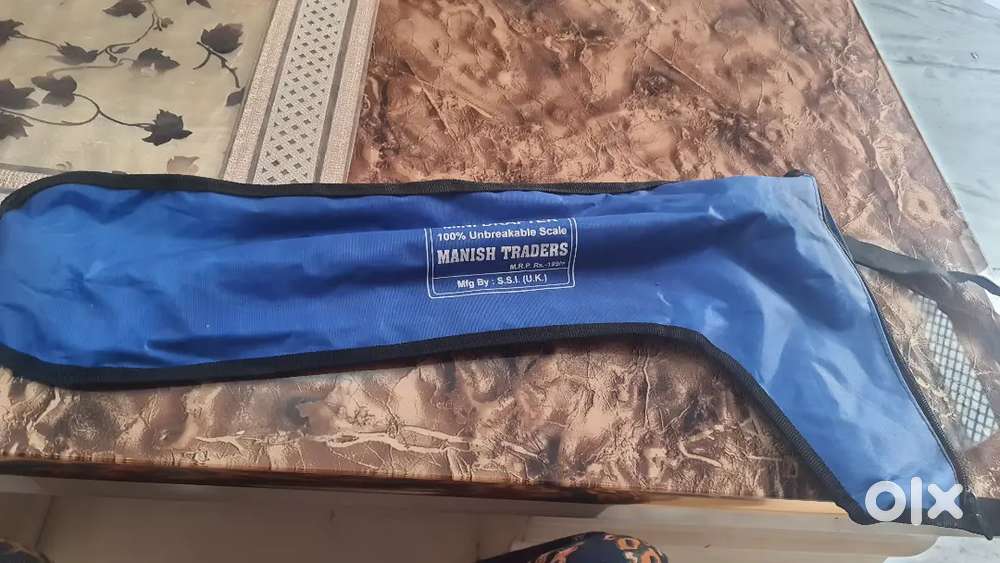 100% Unbreakable Scale
MANISH TRADERS
M.R.P. Rs.
Mfg By : S.S.I. (U.K.)
olx